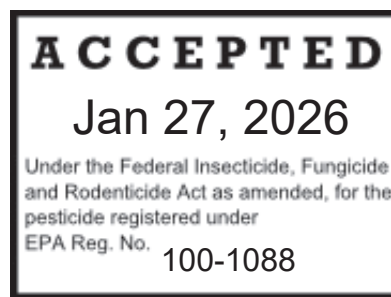 ACCEPTED
Jan 27, 2026
Under the Federal Insecticide, Fungicide
and Rodenticide Act as amended, for the
pesticide registered under
EPA Reg. No. 100-1088